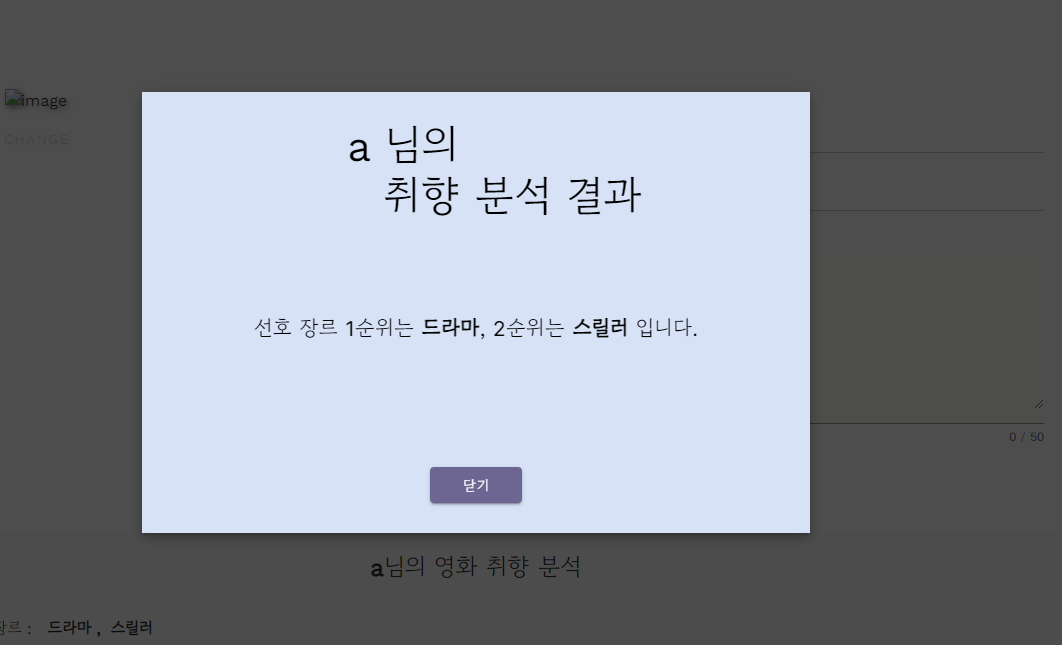 image
CHANGE
a 님의
취향 분석 결과
선호 장르 1순위는 드라마, 2순위는 스릴러 입니다.
0 / 50
닫기
a님의 영화 취향 분석
장르 : 드라마 , 스릴러